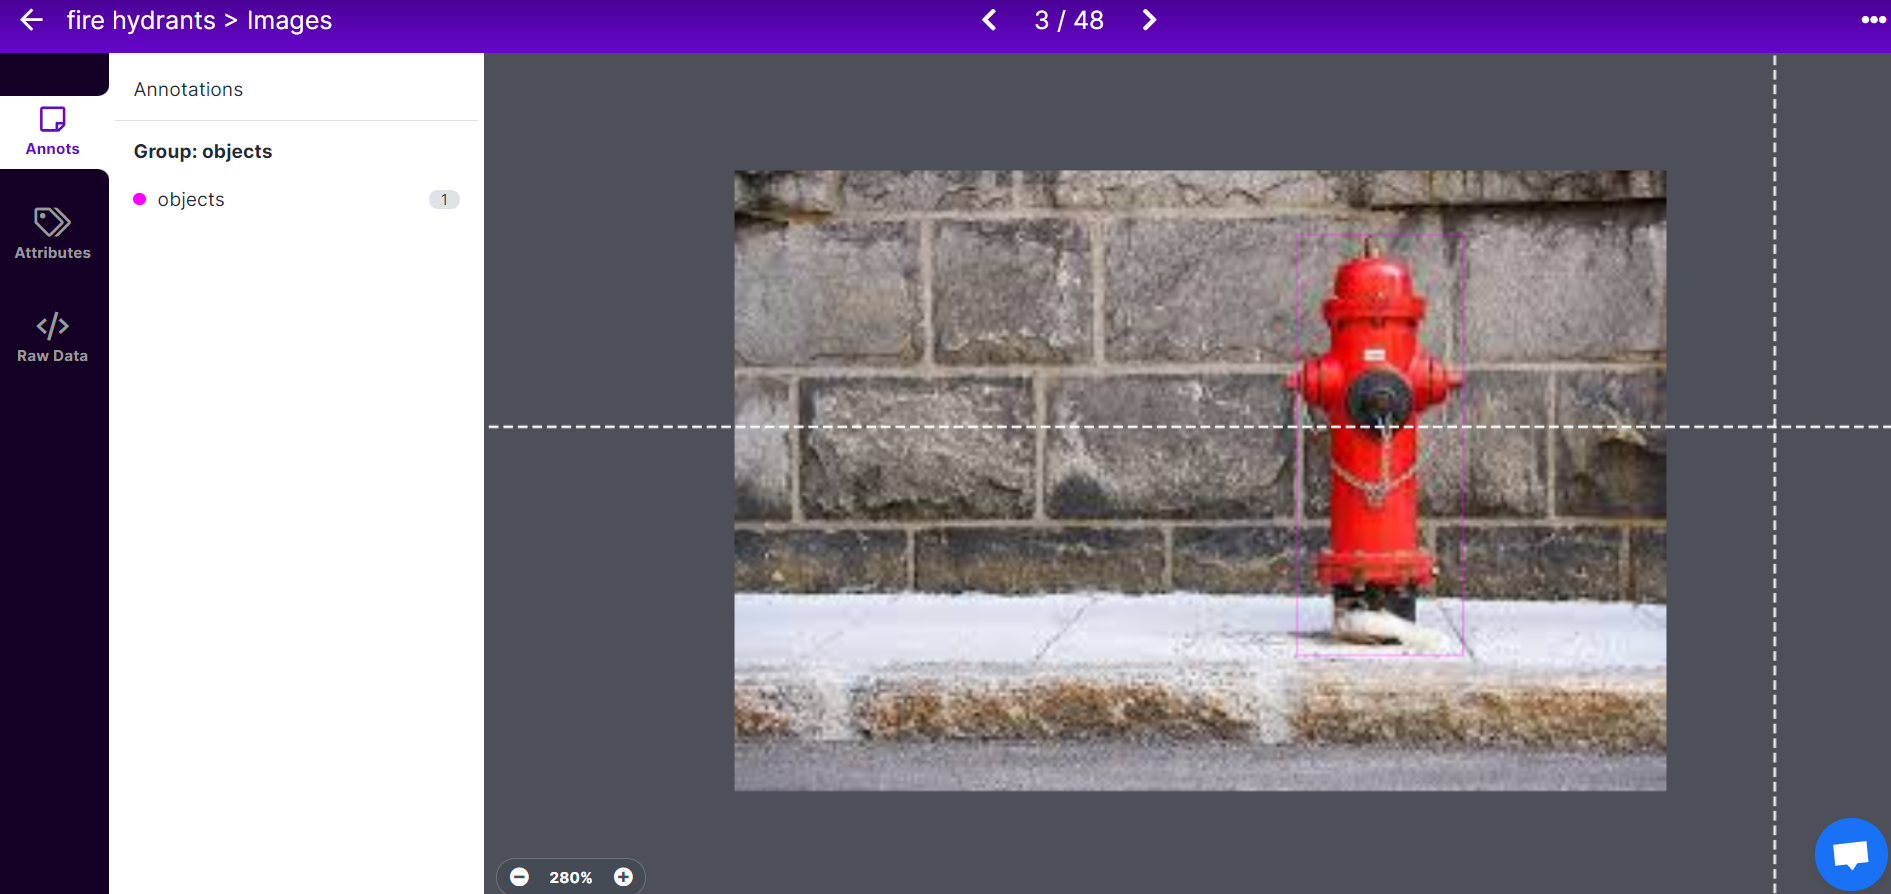 fire hydrants > Images
3 / 48
Annots
Attributes
Raw Data
Annotations
Group: objects
objects
1
280%